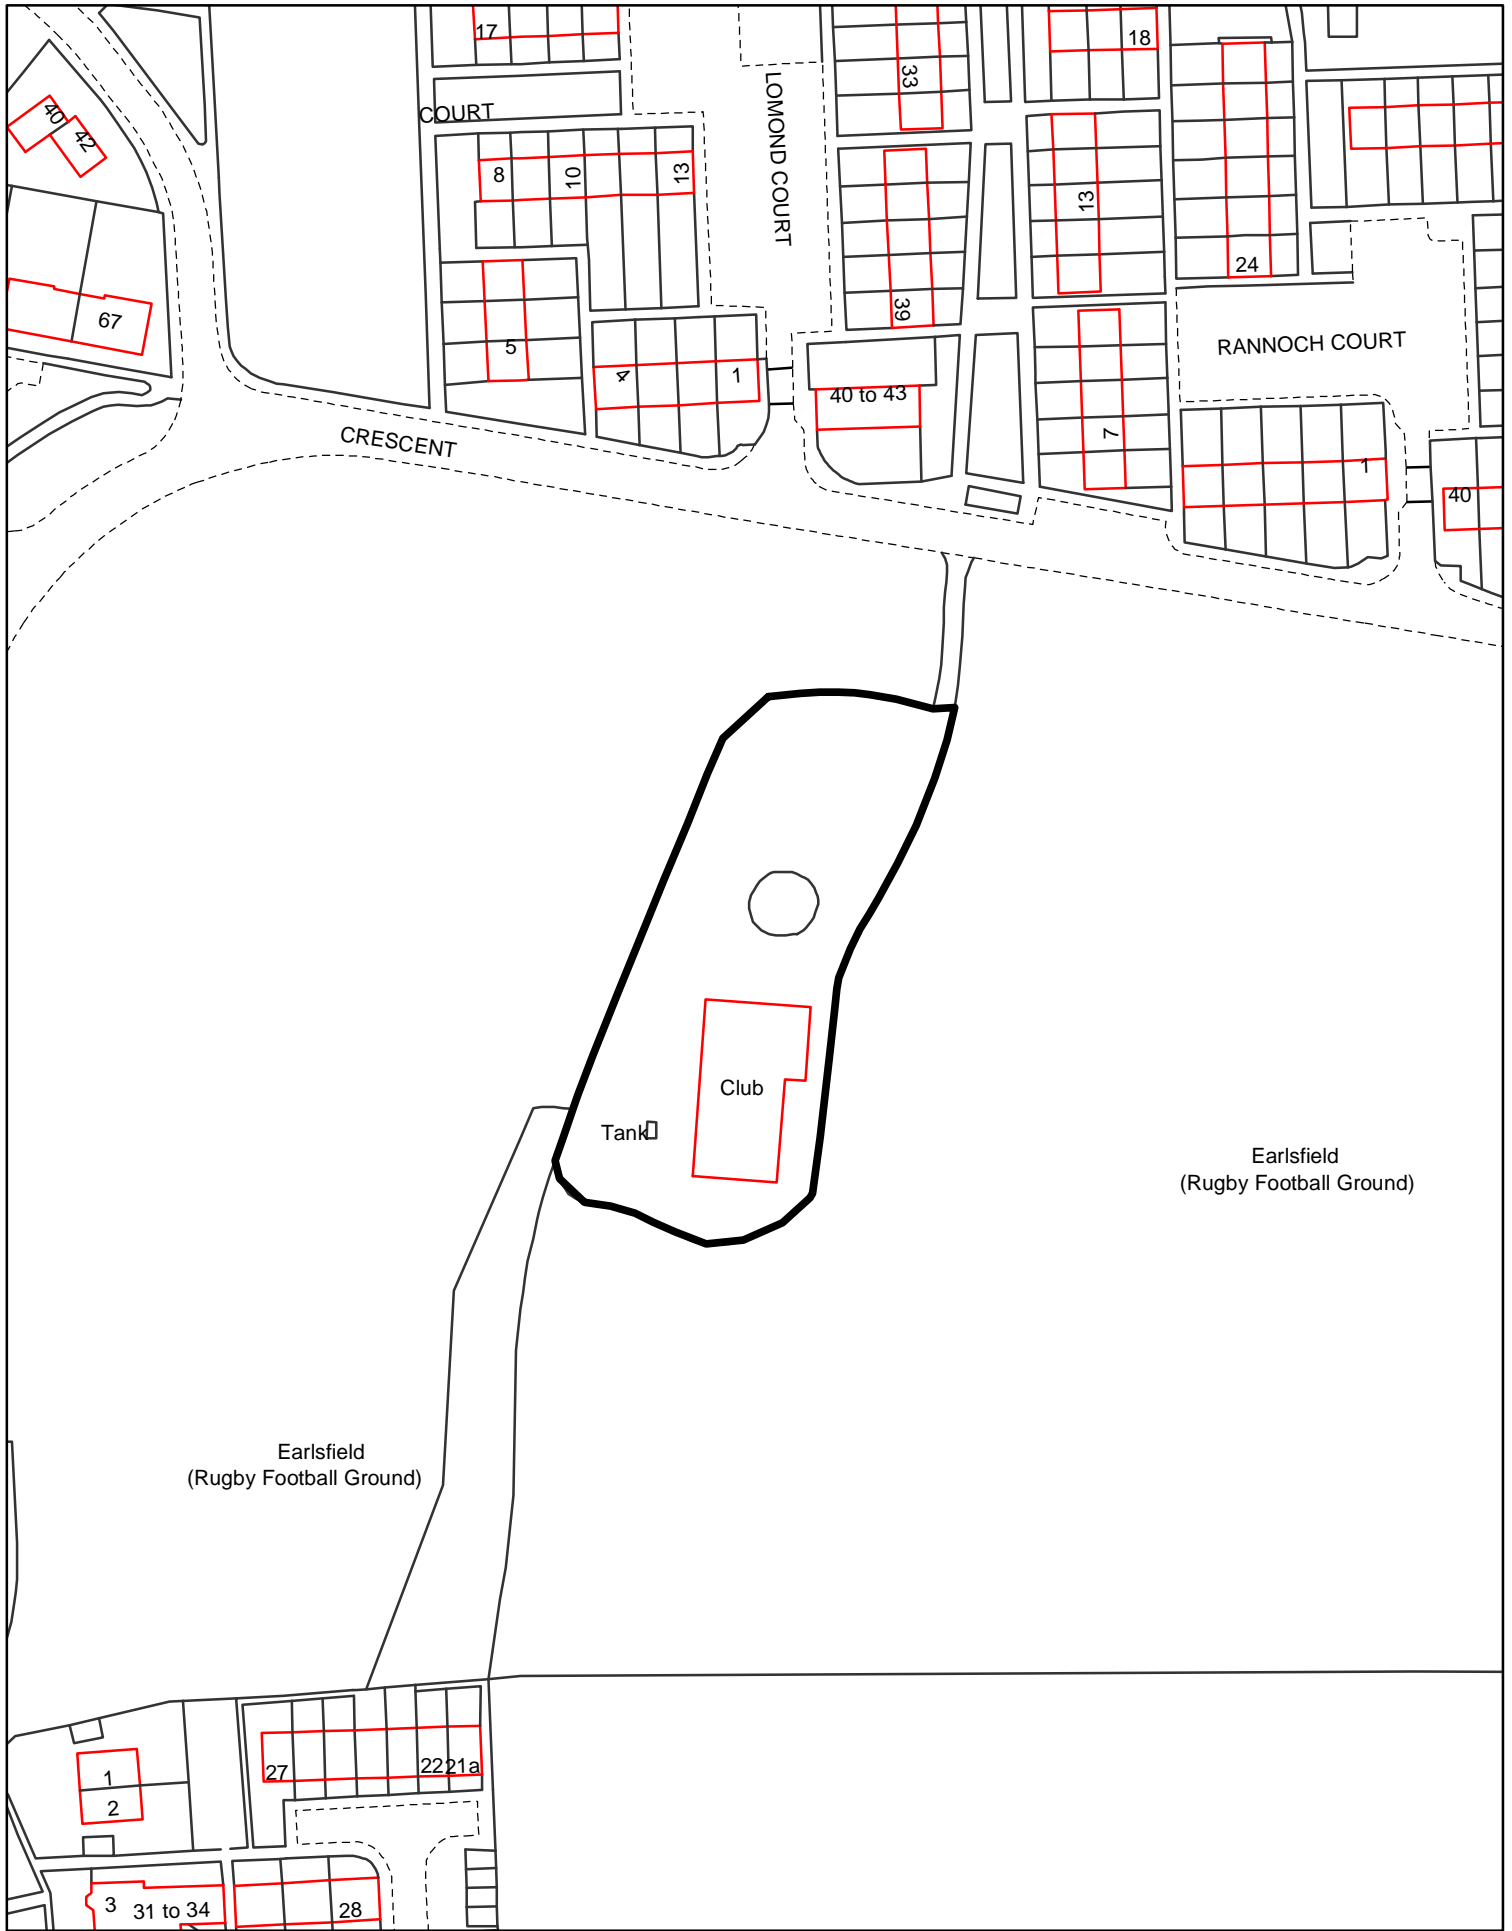 17
18
33
40
42
COURT
LOMOND COURT
8
10
13
13
24
67
39
5
4
1
40 to 43
RANNOCH COURT
CRESCENT
7
1
40
Club
Tank
Earlsfield
(Rugby Football Ground)
Earlsfield
(Rugby Football Ground)
27
22
21a
1
2
3
31 to 34
28